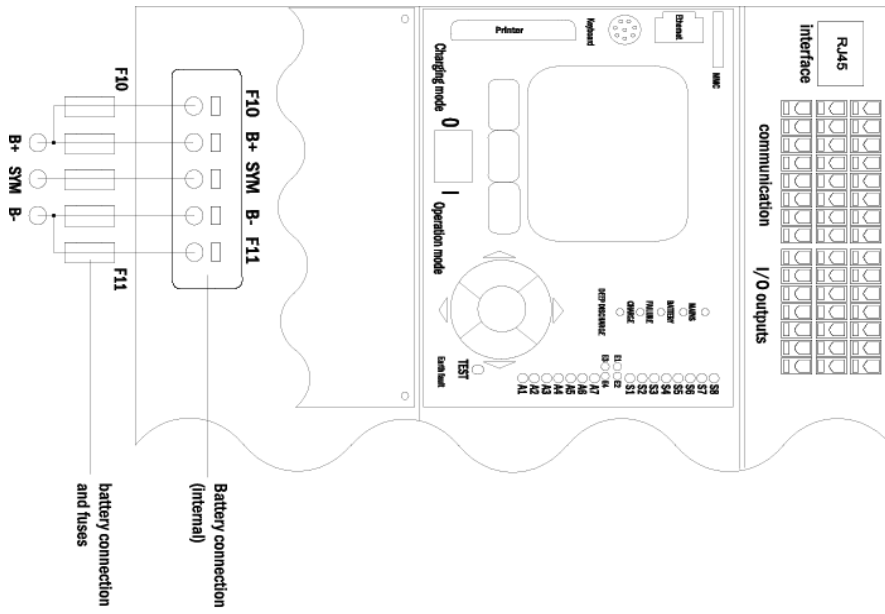 Printer
Keyboard
Ethernet
MMC
RJ45
interface
communication
I/O outputs
Charging mode
0
I
Operation mode
MAINS
BATTERY
FAILURE
CHARGE
DEEP DISCHARGE
TEST
Earth fault
E3 E1
E4 E2
A1 A2 A3 A4 A5 A6 A7
S1 S2 S3 S4 S5 S6 S7 S8
F10
B+
SYM
B-
F11
F10
B+
SYM
B-
F11
Battery connection
(internal)
battery connection
and fuses